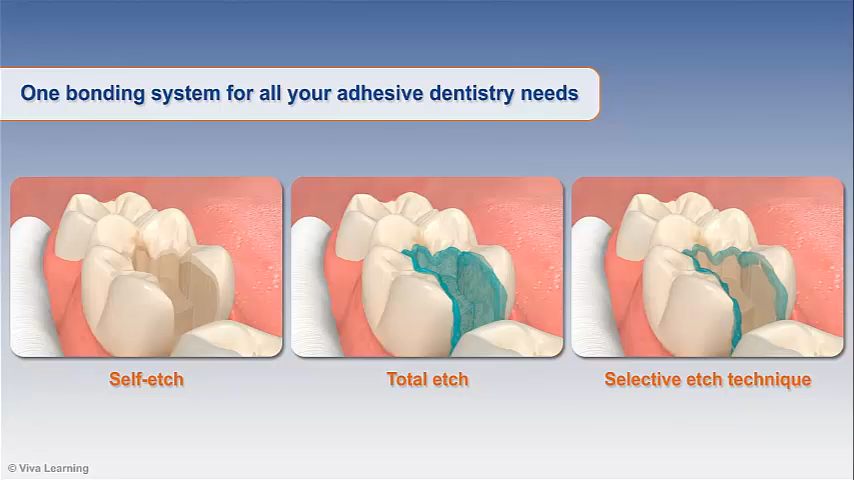 One bonding system for all your adhesive dentistry needs
Self-etch
Total etch
Selective etch technique
© Viva Learning